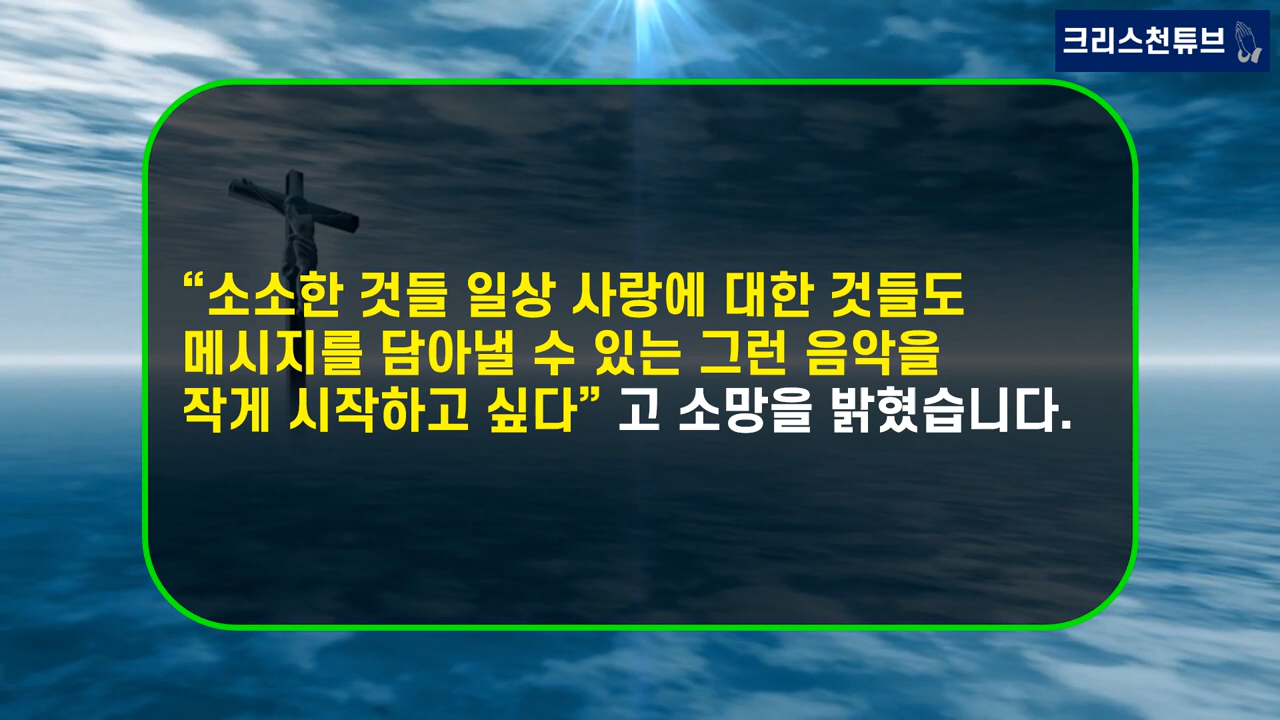 크리스천튜브
“소소한 것들 일상 사랑에 대한 것들도
메시지를 담아낼 수 있는 그런 음악을
작게 시작하고 싶다” 고 소망을 밝혔습니다.